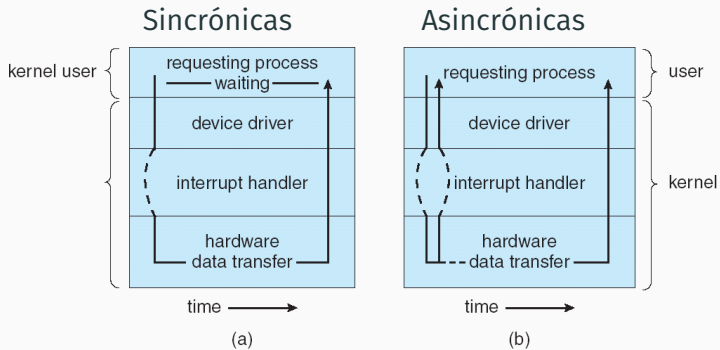 Sincrónicas
kernel user
requesting process
waiting
device driver
interrupt handler
hardware
data transfer
time
(a)
Asincrónicas
requesting process
user
device driver
interrupt handler
kernel
hardware
data transfer
time
(b)